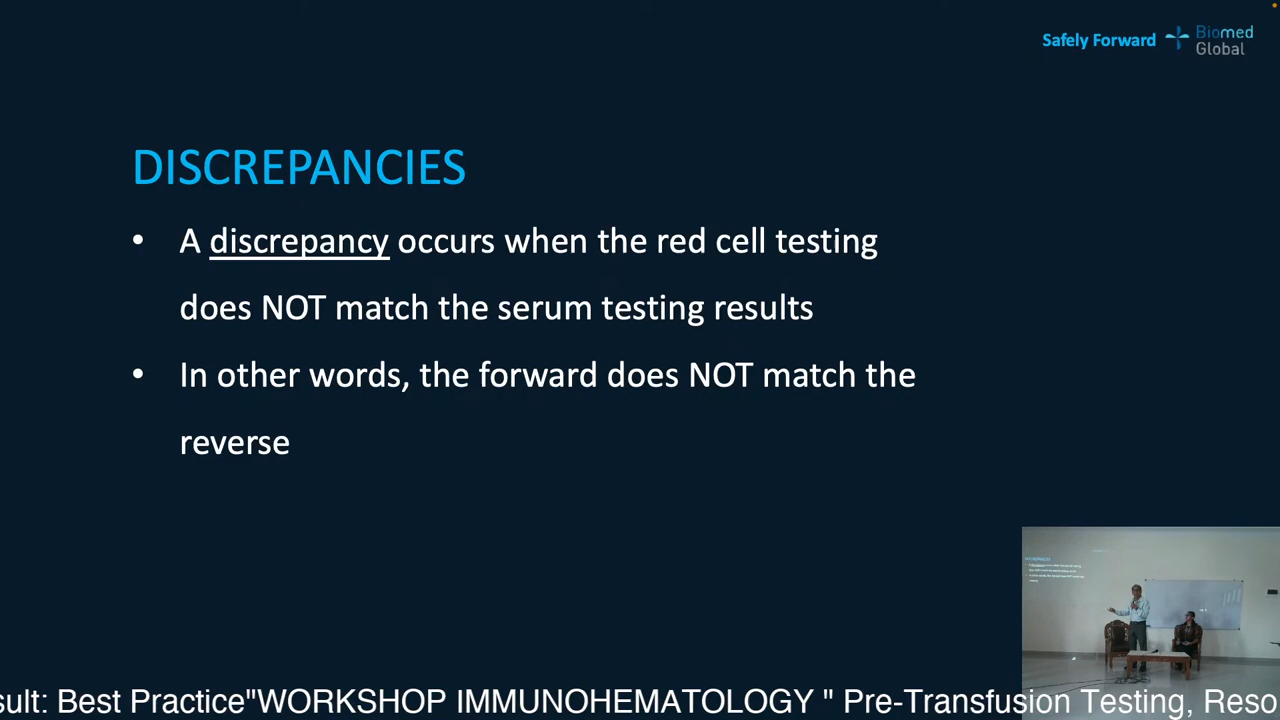 Safely Forward
Biomed
Global
DISCREPANCIES
• A discrepancy occurs when the red cell testing
does NOT match the serum testing results
• In other words, the forward does NOT match the
reverse
sult: Best Practice"WORKSHOP IMMUNOHEMATOLOGY " Pre-Transfusion Testing, Reso